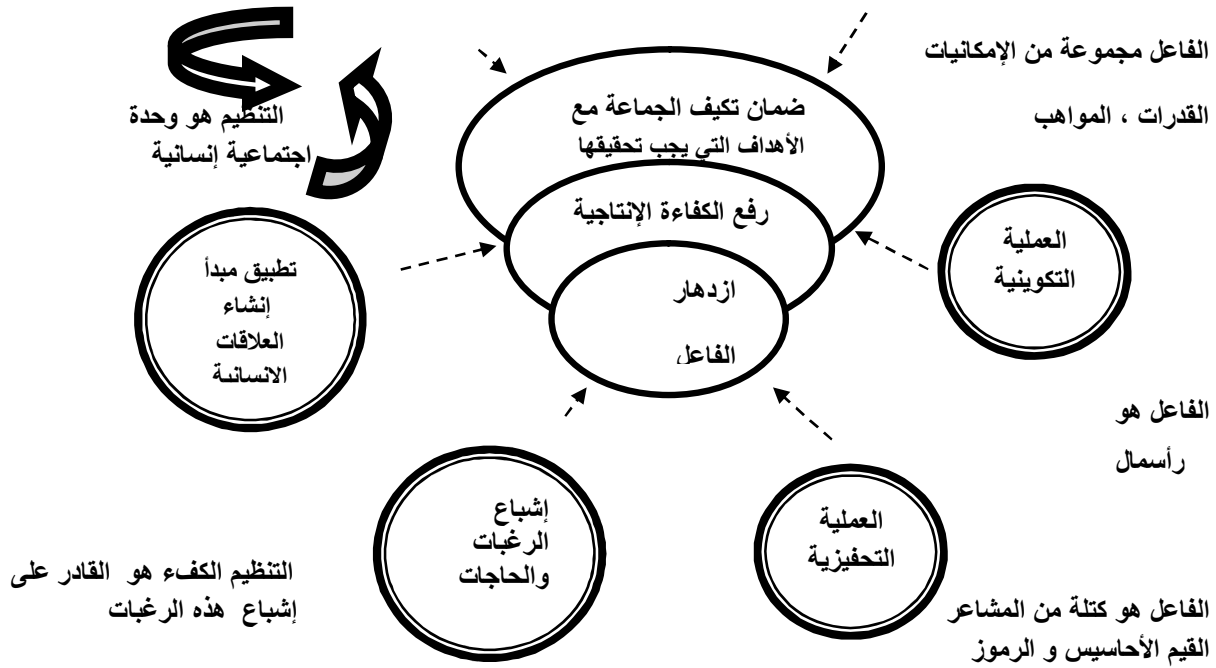 الفاعل مجموعة من الإمكانيات
القدرات ، المواهب
ضمان تكيف الجماعة مع
الأهداف التي يجب تحقيقها
التنظيم هو وحدة
اجتماعية إنسانية
رفع الكفاءة الإنتاجية
ازدهار
الفاعل
العملية
التكوينية
تطبيق مبدأ
إنشاء
العلاقات
الانسانية
الفاعل هو
رأسمال
العملية
التحفيزية
إشباع
الرغبات
والحاجات
التنظيم الكفء هو القادر على
إشباع هذه الرغبات
الفاعل هو كتلة من المشاعر
القيم الأحاسيس و الرموز